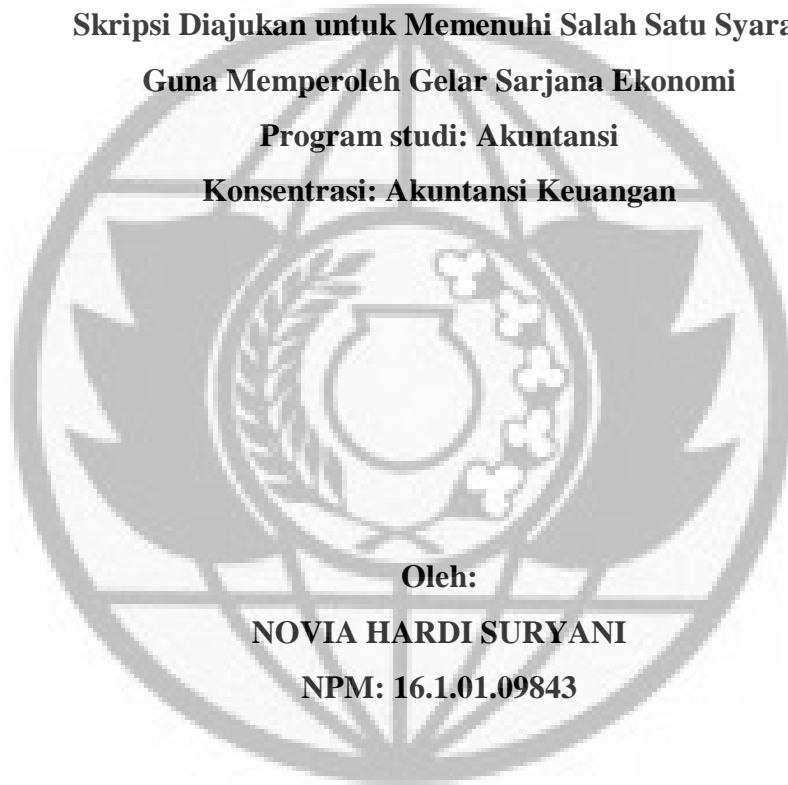 Skripsi Diajukan untuk Memenuhi Salah Satu Syara
Guna Memperoleh Gelar Sarjana Ekonomi
Program studi: Akuntansi
Konsentrasi: Akuntansi Keuangan
Oleh:
NOVIA HARDI SURYANI
NPM: 16.1.01.09843